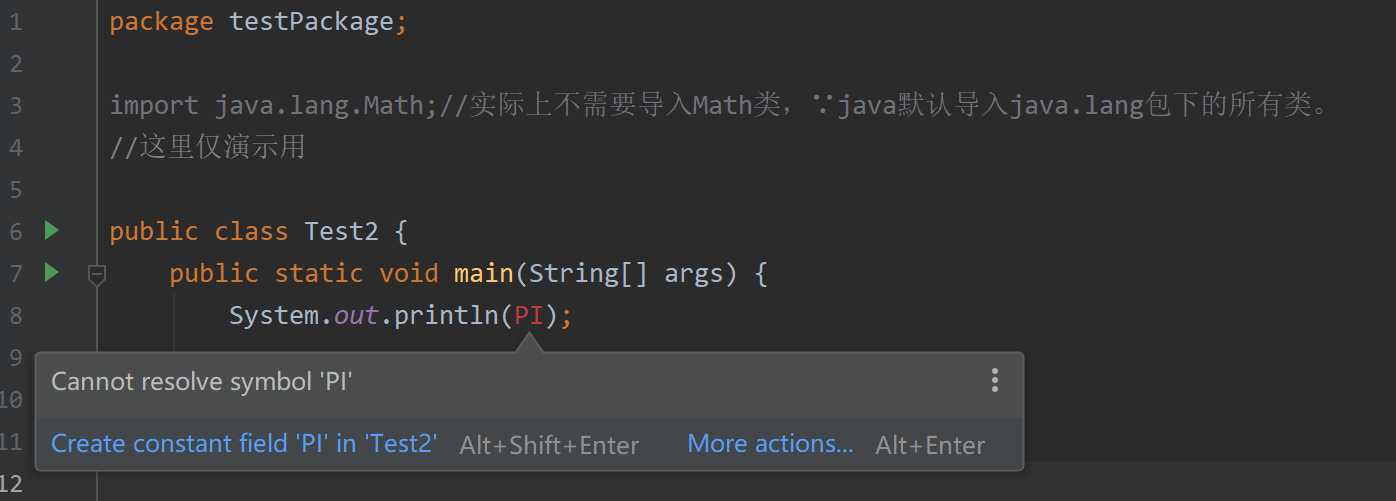 1 package testPackage;
2
3 import java.lang.Math;//实际上不需要导入Math类，∵java默认导入java.lang包下的所有类。
4 //这里仅演示用
5
6 public class Test2 {
7 public static void main(String[] args) {
8 System.out.println(PI);
9
Cannot resolve symbol 'PI'
10
11 Create constant field 'PI' in 'Test2' Alt+Shift+Enter More actions... Alt+Enter
12